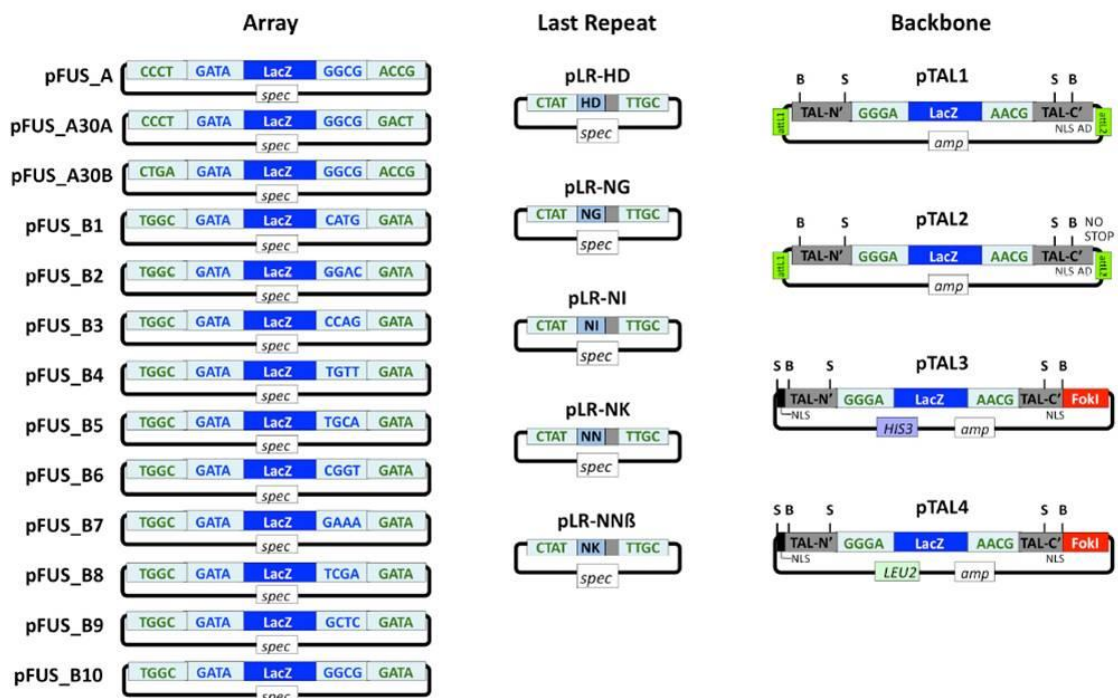 Array
pFUS_A
CCCT GATA LacZ GGCG ACCG
spec
pFUS_A30A
CCCT GATA LacZ GGCG GACT
spec
pFUS_A30B
CTGA GATA LacZ GGCG ACCG
spec
pFUS_B1
TGGC GATA LacZ CATG GATA
spec
pFUS_B2
TGGC GATA LacZ GGAC GATA
spec
pFUS_B3
TGGC GATA LacZ CCAG GATA
spec
pFUS_B4
TGGC GATA LacZ TGTT GATA
spec
pFUS_B5
TGGC GATA LacZ TGCA GATA
spec
pFUS_B6
TGGC GATA LacZ CGGT GATA
spec
pFUS_B7
TGGC GATA LacZ GAAA GATA
spec
pFUS_B8
TGGC GATA LacZ TCGA GATA
spec
pFUS_B9
TGGC GATA LacZ GCTC GATA
spec
pFUS_B10
TGGC GATA LacZ GGCG GATA
spec
Last Repeat
pLR-HD
CTAT HD TTGC
spec
pLR-NG
CTAT NG TTGC
spec
pLR-NI
CTAT NI TTGC
spec
pLR-NK
CTAT NN TTGC
spec
pLR-NNß
CTAT NK TTGC
spec
Backbone
pTAL1
B S S B
attL1 TAL-N' GGGA LacZ AACG TAL-C' attL2
NLS AD
amp
pTAL2
B S S B NO STOP
attL1 TAL-N' GGGA LacZ AACG TAL-C' attL2
NLS AD
amp
pTAL3
S B S S B
TAL-N' GGGA LacZ AACG TAL-C' FokI
NLS NLS
HIS3 amp
pTAL4
S B S S B
TAL-N' GGGA LacZ AACG TAL-C' FokI
NLS NLS
LEU2 amp